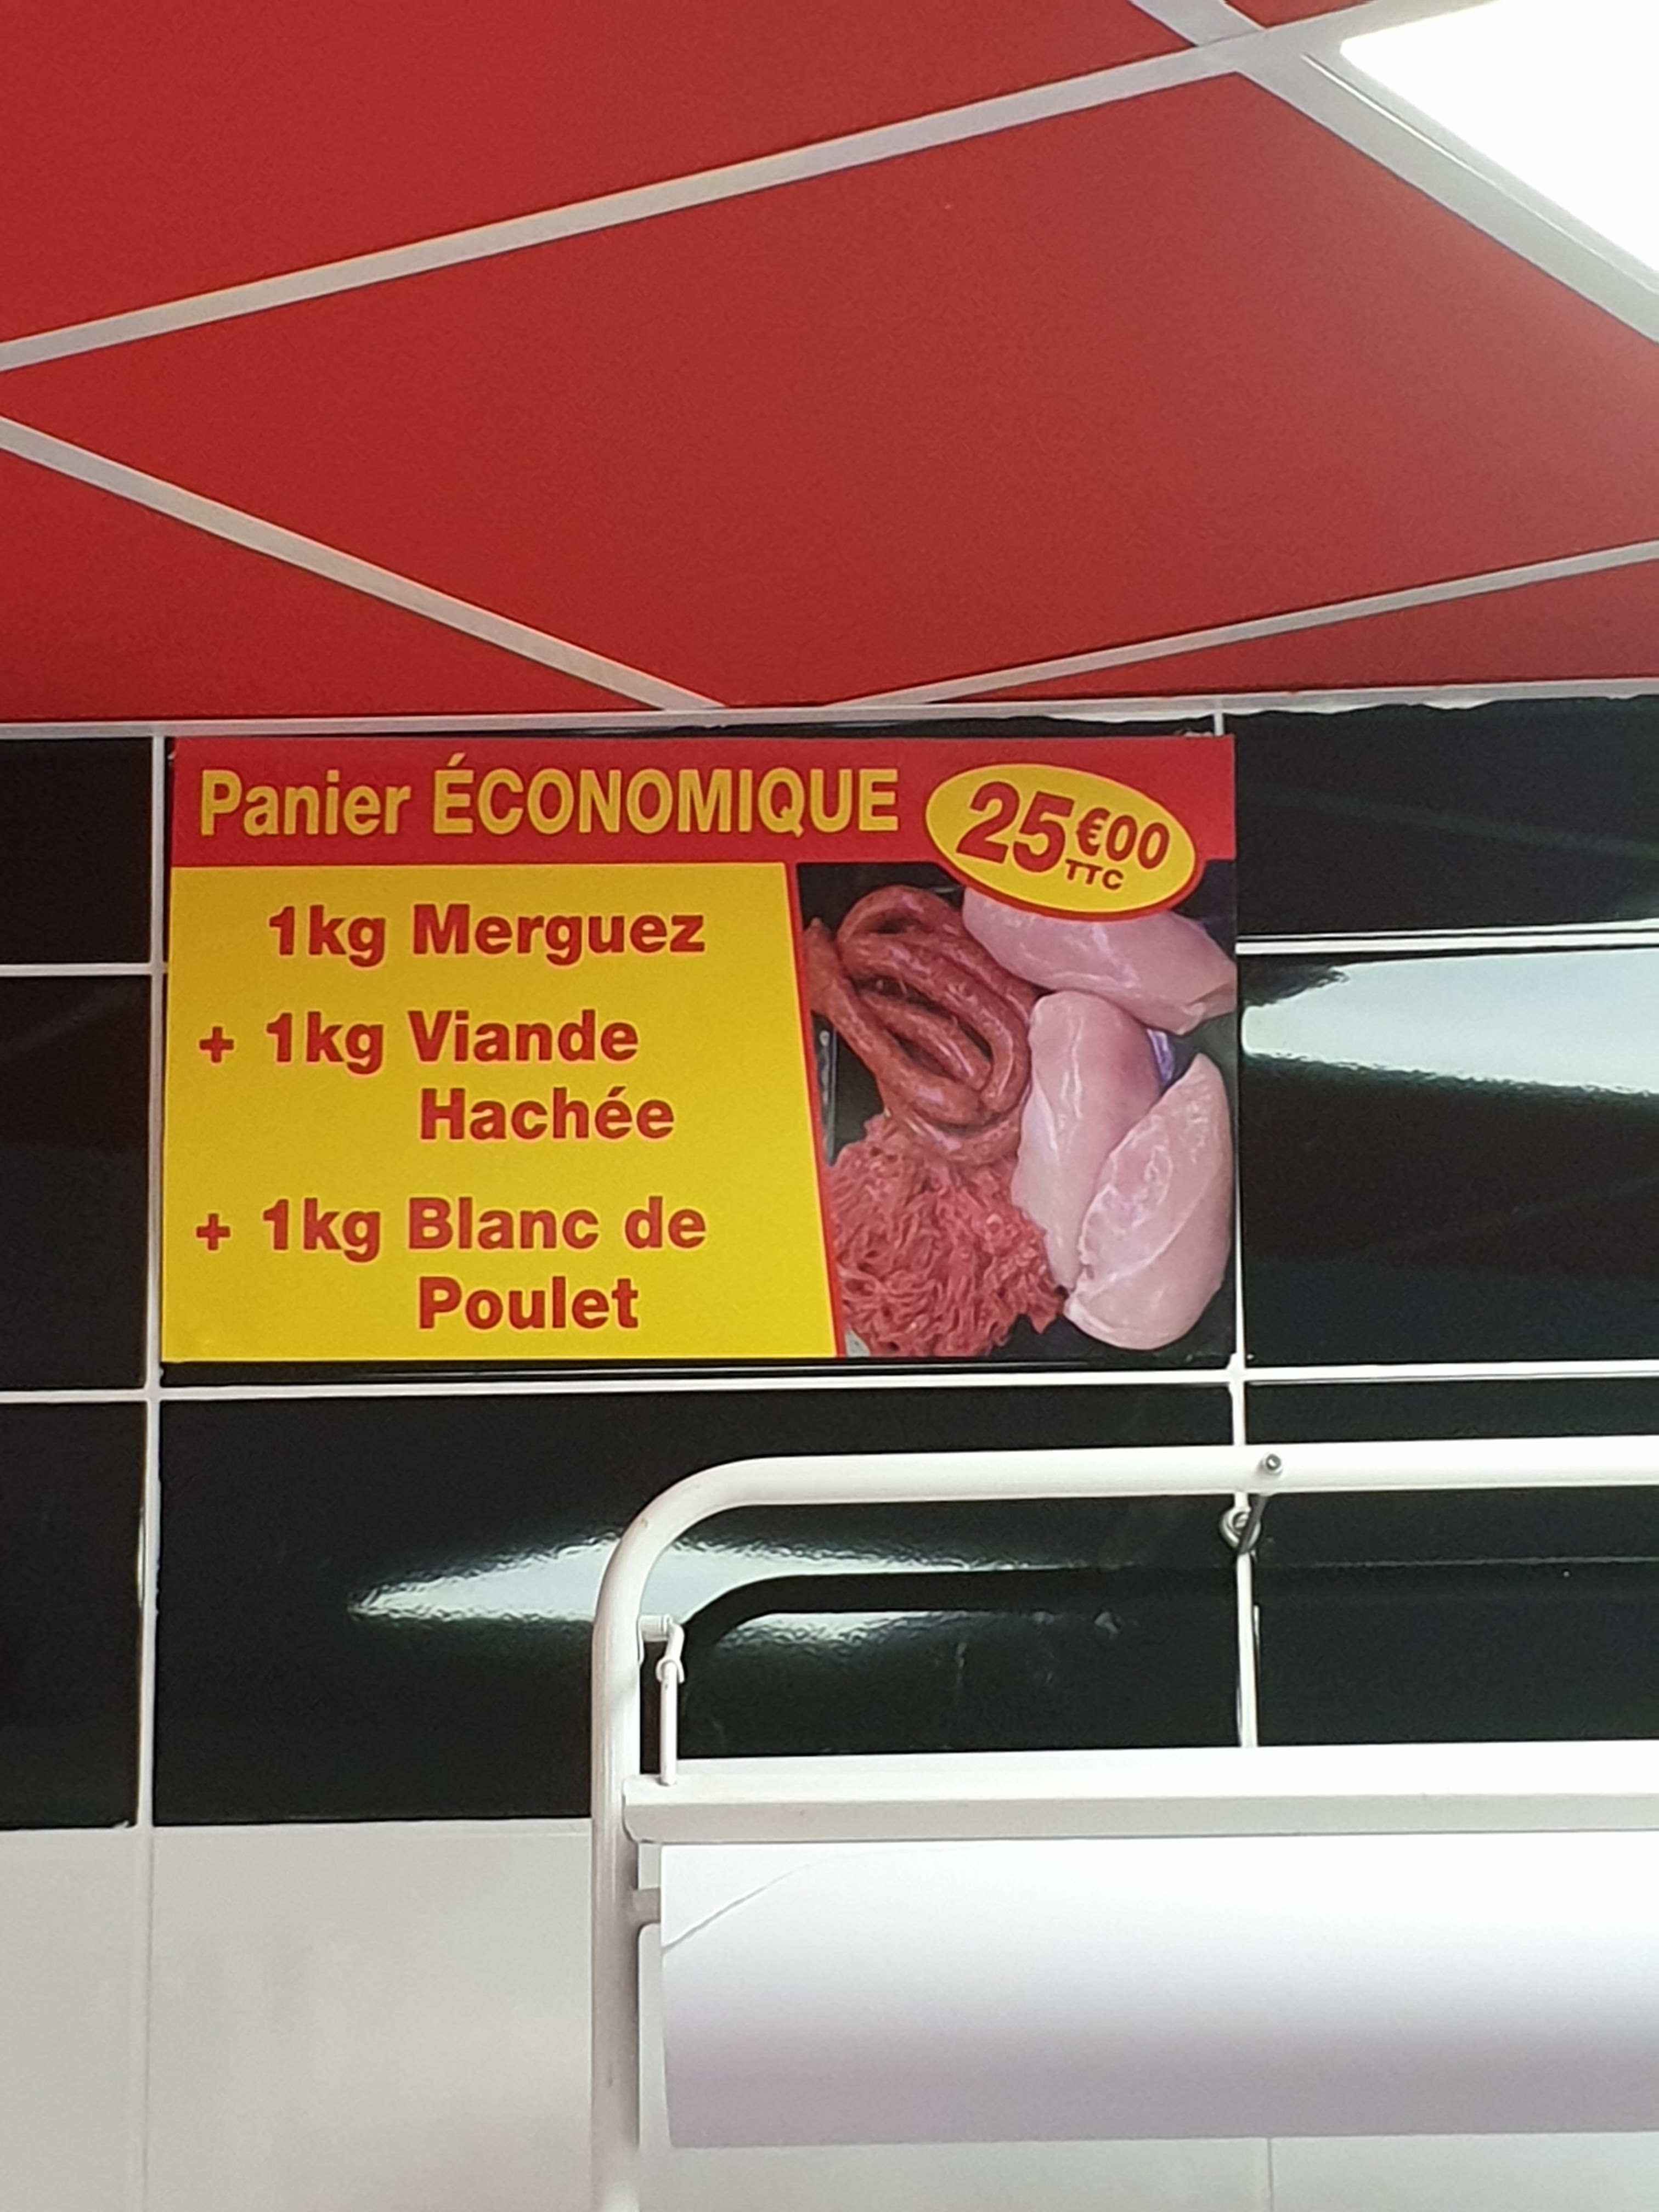 Panier ÉCONOMIQUE
25€00
TTC
1kg Merguez
+ 1kg Viande
Hachée
+ 1kg Blanc de
Poulet